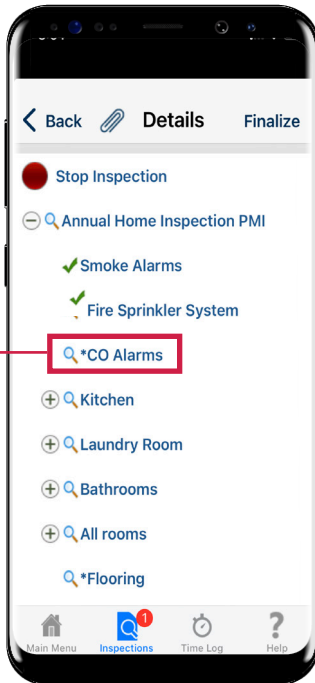 Back Details Finalize
Stop Inspection
Annual Home Inspection PMI
Smoke Alarms
Fire Sprinkler System
*CO Alarms
Kitchen
Laundry Room
Bathrooms
All rooms
*Flooring
1
Main Menu Inspections Time Log Help